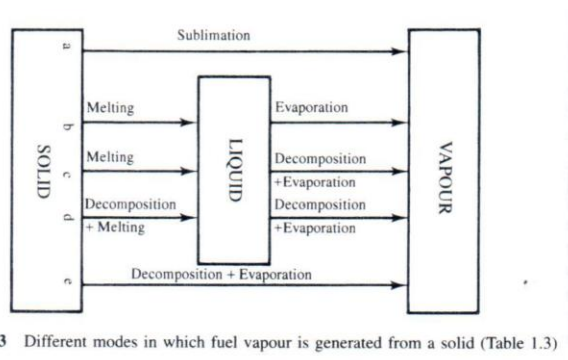 Sublimation
a
Melting
Evaporation
b
Melting
Decomposition
+Evaporation
c
Decomposition
+ Melting
Decomposition
+Evaporation
d
Decomposition + Evaporation
e
SOLID
LIQUID
VAPOUR
3 Different modes in which fuel vapour is generated from a solid (Table 1.3)